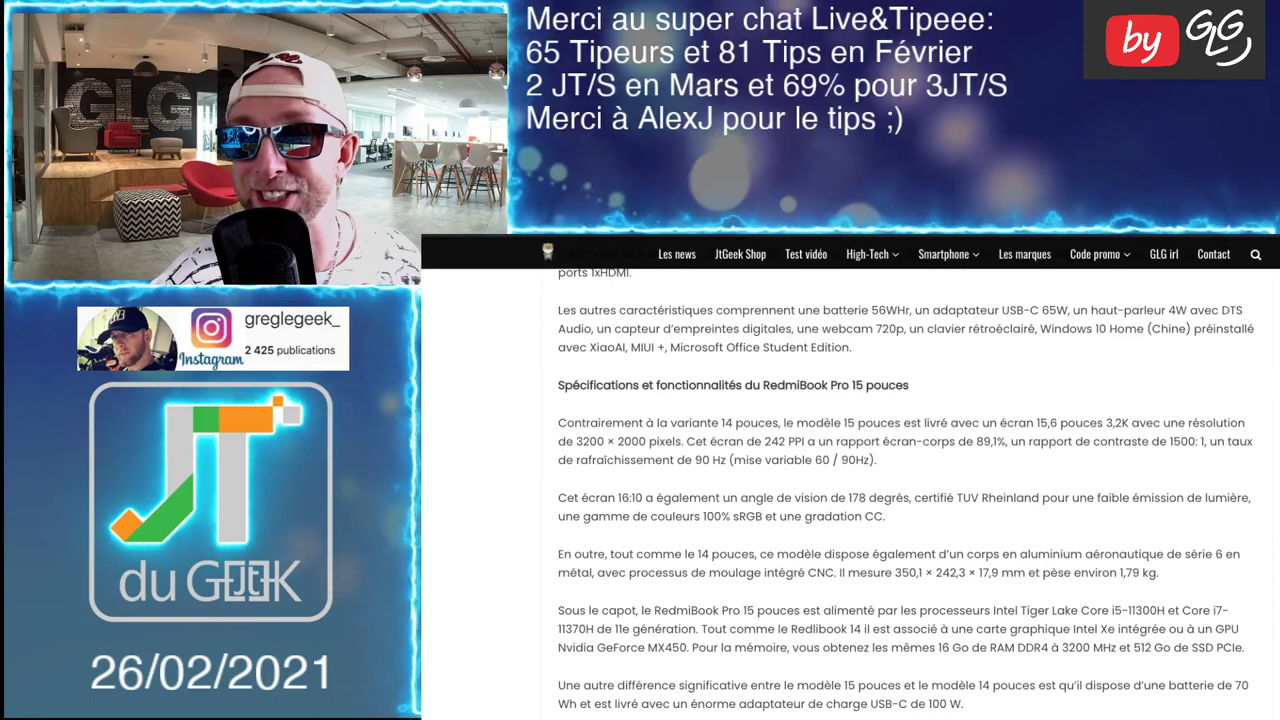 Merci au super chat Live&Tipeee:
65 Tipeurs et 81 Tips en Février
2 JT/S en Mars et 69% pour 3JT/S
Merci à AlexJ pour le tips ;)
by GLG
GLG
Les news JtGeek Shop Test vidéo High-Tech Smartphone Les marques Code promo GLG irl Contact
ports 1xHDMI.
Les autres caractéristiques comprennent une batterie 56WHr, un adaptateur USB-C 65W, un haut-parleur 4W avec DTS
Audio, un capteur d'empreintes digitales, une webcam 720p, un clavier rétroéclairé, Windows 10 Home (Chine) préinstallé
avec XiaoAI, MIUI +, Microsoft Office Student Edition.
Spécifications et fonctionnalités du RedmiBook Pro 15 pouces
Contrairement à la variante 14 pouces, le modèle 15 pouces est livré avec un écran 15,6 pouces 3,2K avec une résolution
de 3200 × 2000 pixels. Cet écran de 242 PPI a un rapport écran-corps de 89,1%, un rapport de contraste de 1500: 1, un taux
de rafraîchissement de 90 Hz (mise variable 60 / 90Hz).
Cet écran 16:10 a également un angle de vision de 178 degrés, certifié TUV Rheinland pour une faible émission de lumière,
une gamme de couleurs 100% sRGB et une gradation CC.
En outre, tout comme le 14 pouces, ce modèle dispose également d'un corps en aluminium aéronautique de série 6 en
métal, avec processus de moulage intégré CNC. Il mesure 350,1 × 242,3 × 17,9 mm et pèse environ 1,79 kg.
Sous le capot, le RedmiBook Pro 15 pouces est alimenté par les processeurs Intel Tiger Lake Core i5-11300H et Core i7-
11370H de 11e génération. Tout comme le Redlibook 14 il est associé à une carte graphique Intel Xe intégrée ou à un GPU
Nvidia GeForce MX450. Pour la mémoire, vous obtenez les mêmes 16 Go de RAM DDR4 à 3200 MHz et 512 Go de SSD PCIe.
Une autre différence significative entre le modèle 15 pouces et le modèle 14 pouces est qu'il dispose d'une batterie de 70
Wh et est livré avec un énorme adaptateur de charge USB-C de 100 W.
greglegeek_
2 425 publications
Instagram
JT
du GEEK
26/02/2021